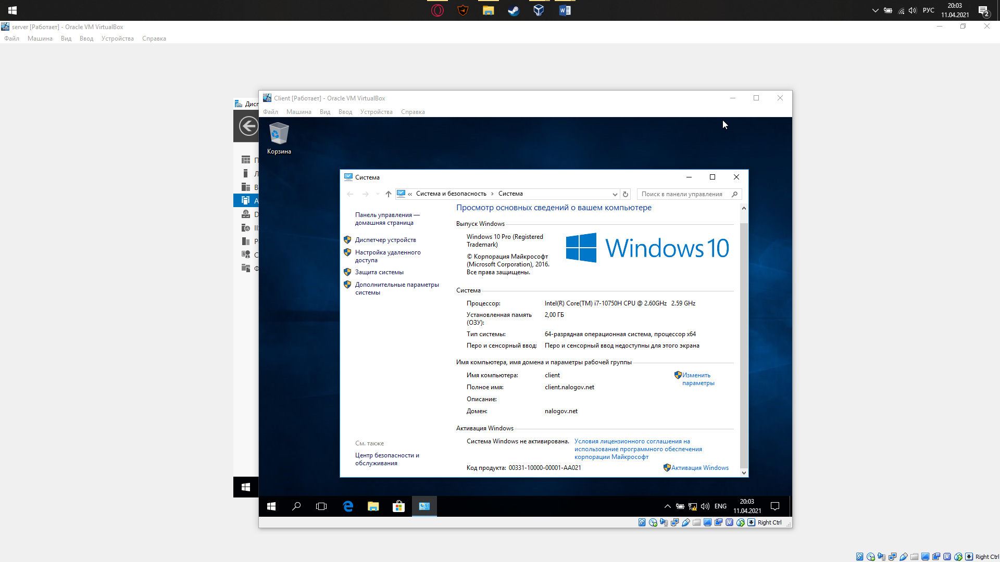 20:03
РУС
11.04.2021
2
server [Работает] - Oracle VM VirtualBox
Файл Машина Вид Ввод Устройства Справка
Client [Работает] - Oracle VM VirtualBox
Дисп
Файл Машина Вид Ввод Устройства Справка
Корзина
П
Л
В
А
D
II
Р
С
Ф
Система
« Система и безопасность › Система
Поиск в панели управления
Панель управления —
домашняя страница
Диспетчер устройств
Настройка удаленного
доступа
Защита системы
Дополнительные параметры
системы
См. также
Центр безопасности и
обслуживания
Просмотр основных сведений о вашем компьютере
Выпуск Windows
Windows 10 Pro (Registered
Trademark)
© Корпорация Майкрософт
(Microsoft Corporation), 2016.
Все права защищены.
Windows 10
Система
Процессор: Intel(R) Core(TM) i7-10750H CPU @ 2.60GHz 2.59 GHz
Установленная память 2,00 ГБ
(ОЗУ):
Тип системы: 64-разрядная операционная система, процессор x64
Перо и сенсорный ввод: Перо и сенсорный ввод недоступны для этого экрана
Имя компьютера, имя домена и параметры рабочей группы
Имя компьютера: client Изменить
параметры
Полное имя: client.nalogov.net
Описание:
Домен: nalogov.net
Активация Windows
Система Windows не активирована. Условия лицензионного соглашения на
использование программного обеспечения
корпорации Майкрософт
Код продукта: 00331-10000-00001-AA021 Активация Windows
ENG
20:03
11.04.2021
Right Ctrl
Right Ctrl